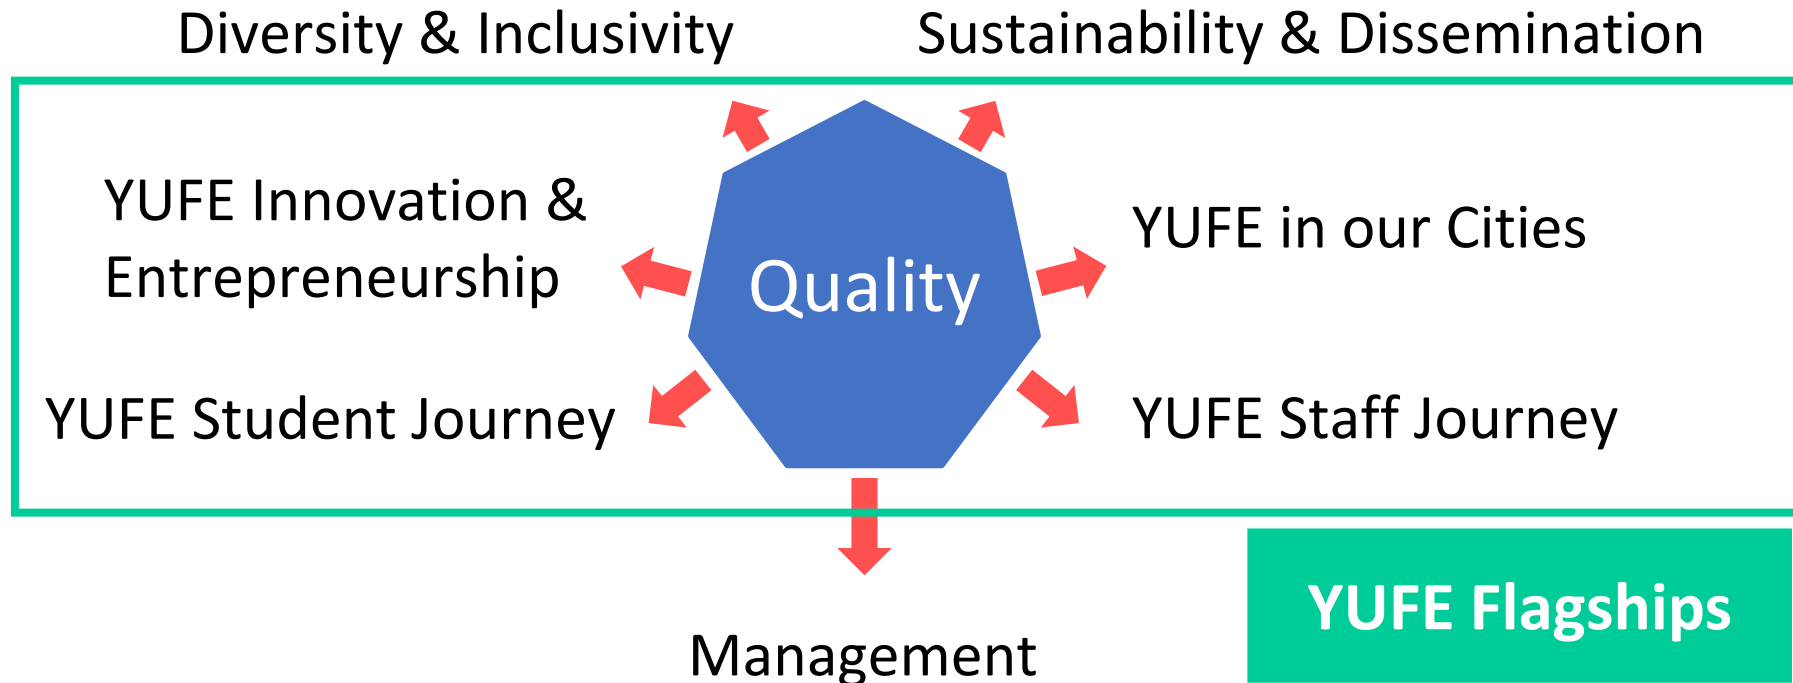 Diversity & Inclusivity
Sustainability & Dissemination
YUFE Innovation &
Entrepreneurship
YUFE in our Cities
Quality
YUFE Student Journey
YUFE Staff Journey
YUFE Flagships
Management